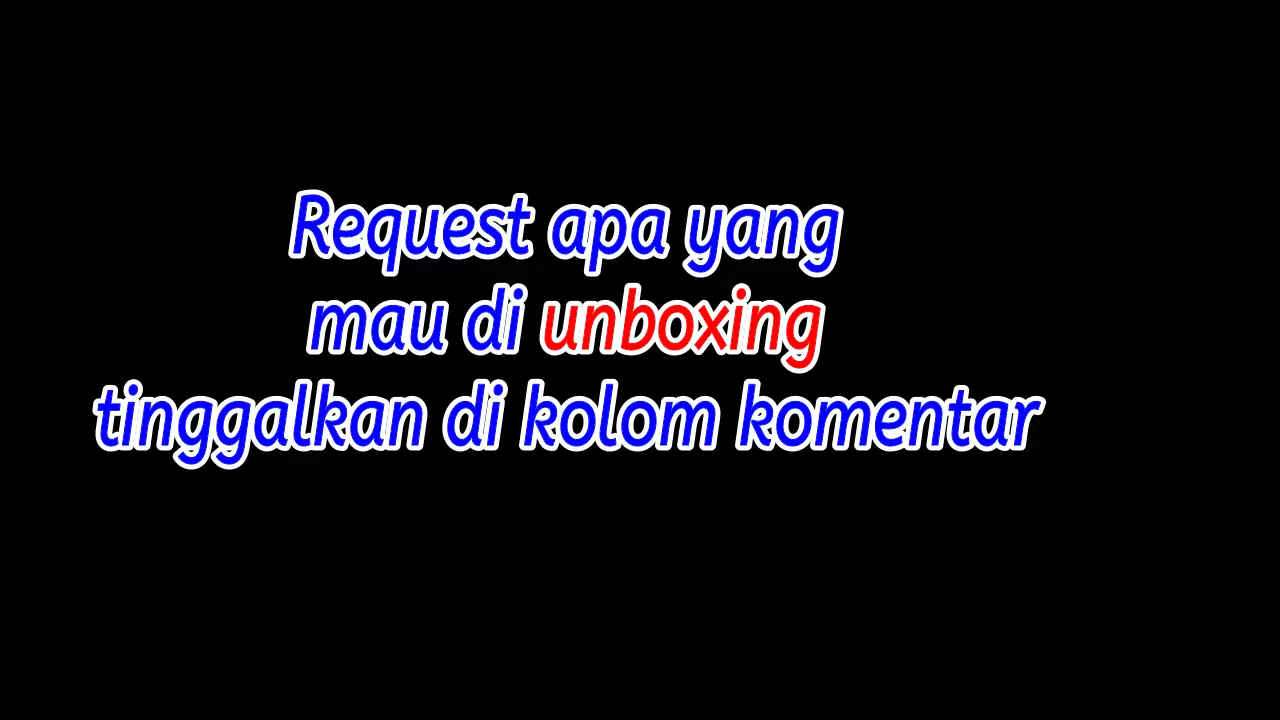 Request apa yang
mau di unboxing
tinggalkan di kolom komentar